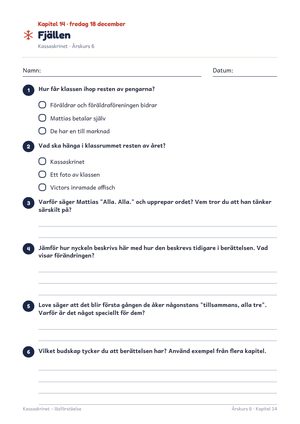 Kapitel 14 · fredag 18 december
Fjällen
Kassaskrinet · Årskurs 6
Namn:
Datum:
1 Hur får klassen ihop resten av pengarna?
Föräldrar och föräldraföreningen bidrar
Mattias betalar själv
De har en till marknad
2 Vad ska hänga i klassrummet resten av året?
Kassaskrinet
Ett foto av klassen
Victors inramade affisch
3 Varför säger Mattias "Alla. Alla." och upprepar ordet? Vem tror du att han tänker
särskilt på?
4 Jämför hur nyckeln beskrivs här med hur den beskrevs tidigare i berättelsen. Vad
visar förändringen?
5 Love säger att det blir första gången de åker någonstans "tillsammans, alla tre".
Varför är det något speciellt för dem?
6 Vilket budskap tycker du att berättelsen har? Använd exempel från flera kapitel.
Kassaskrinet – läsförståelse
Årskurs 6 · Kapitel 14